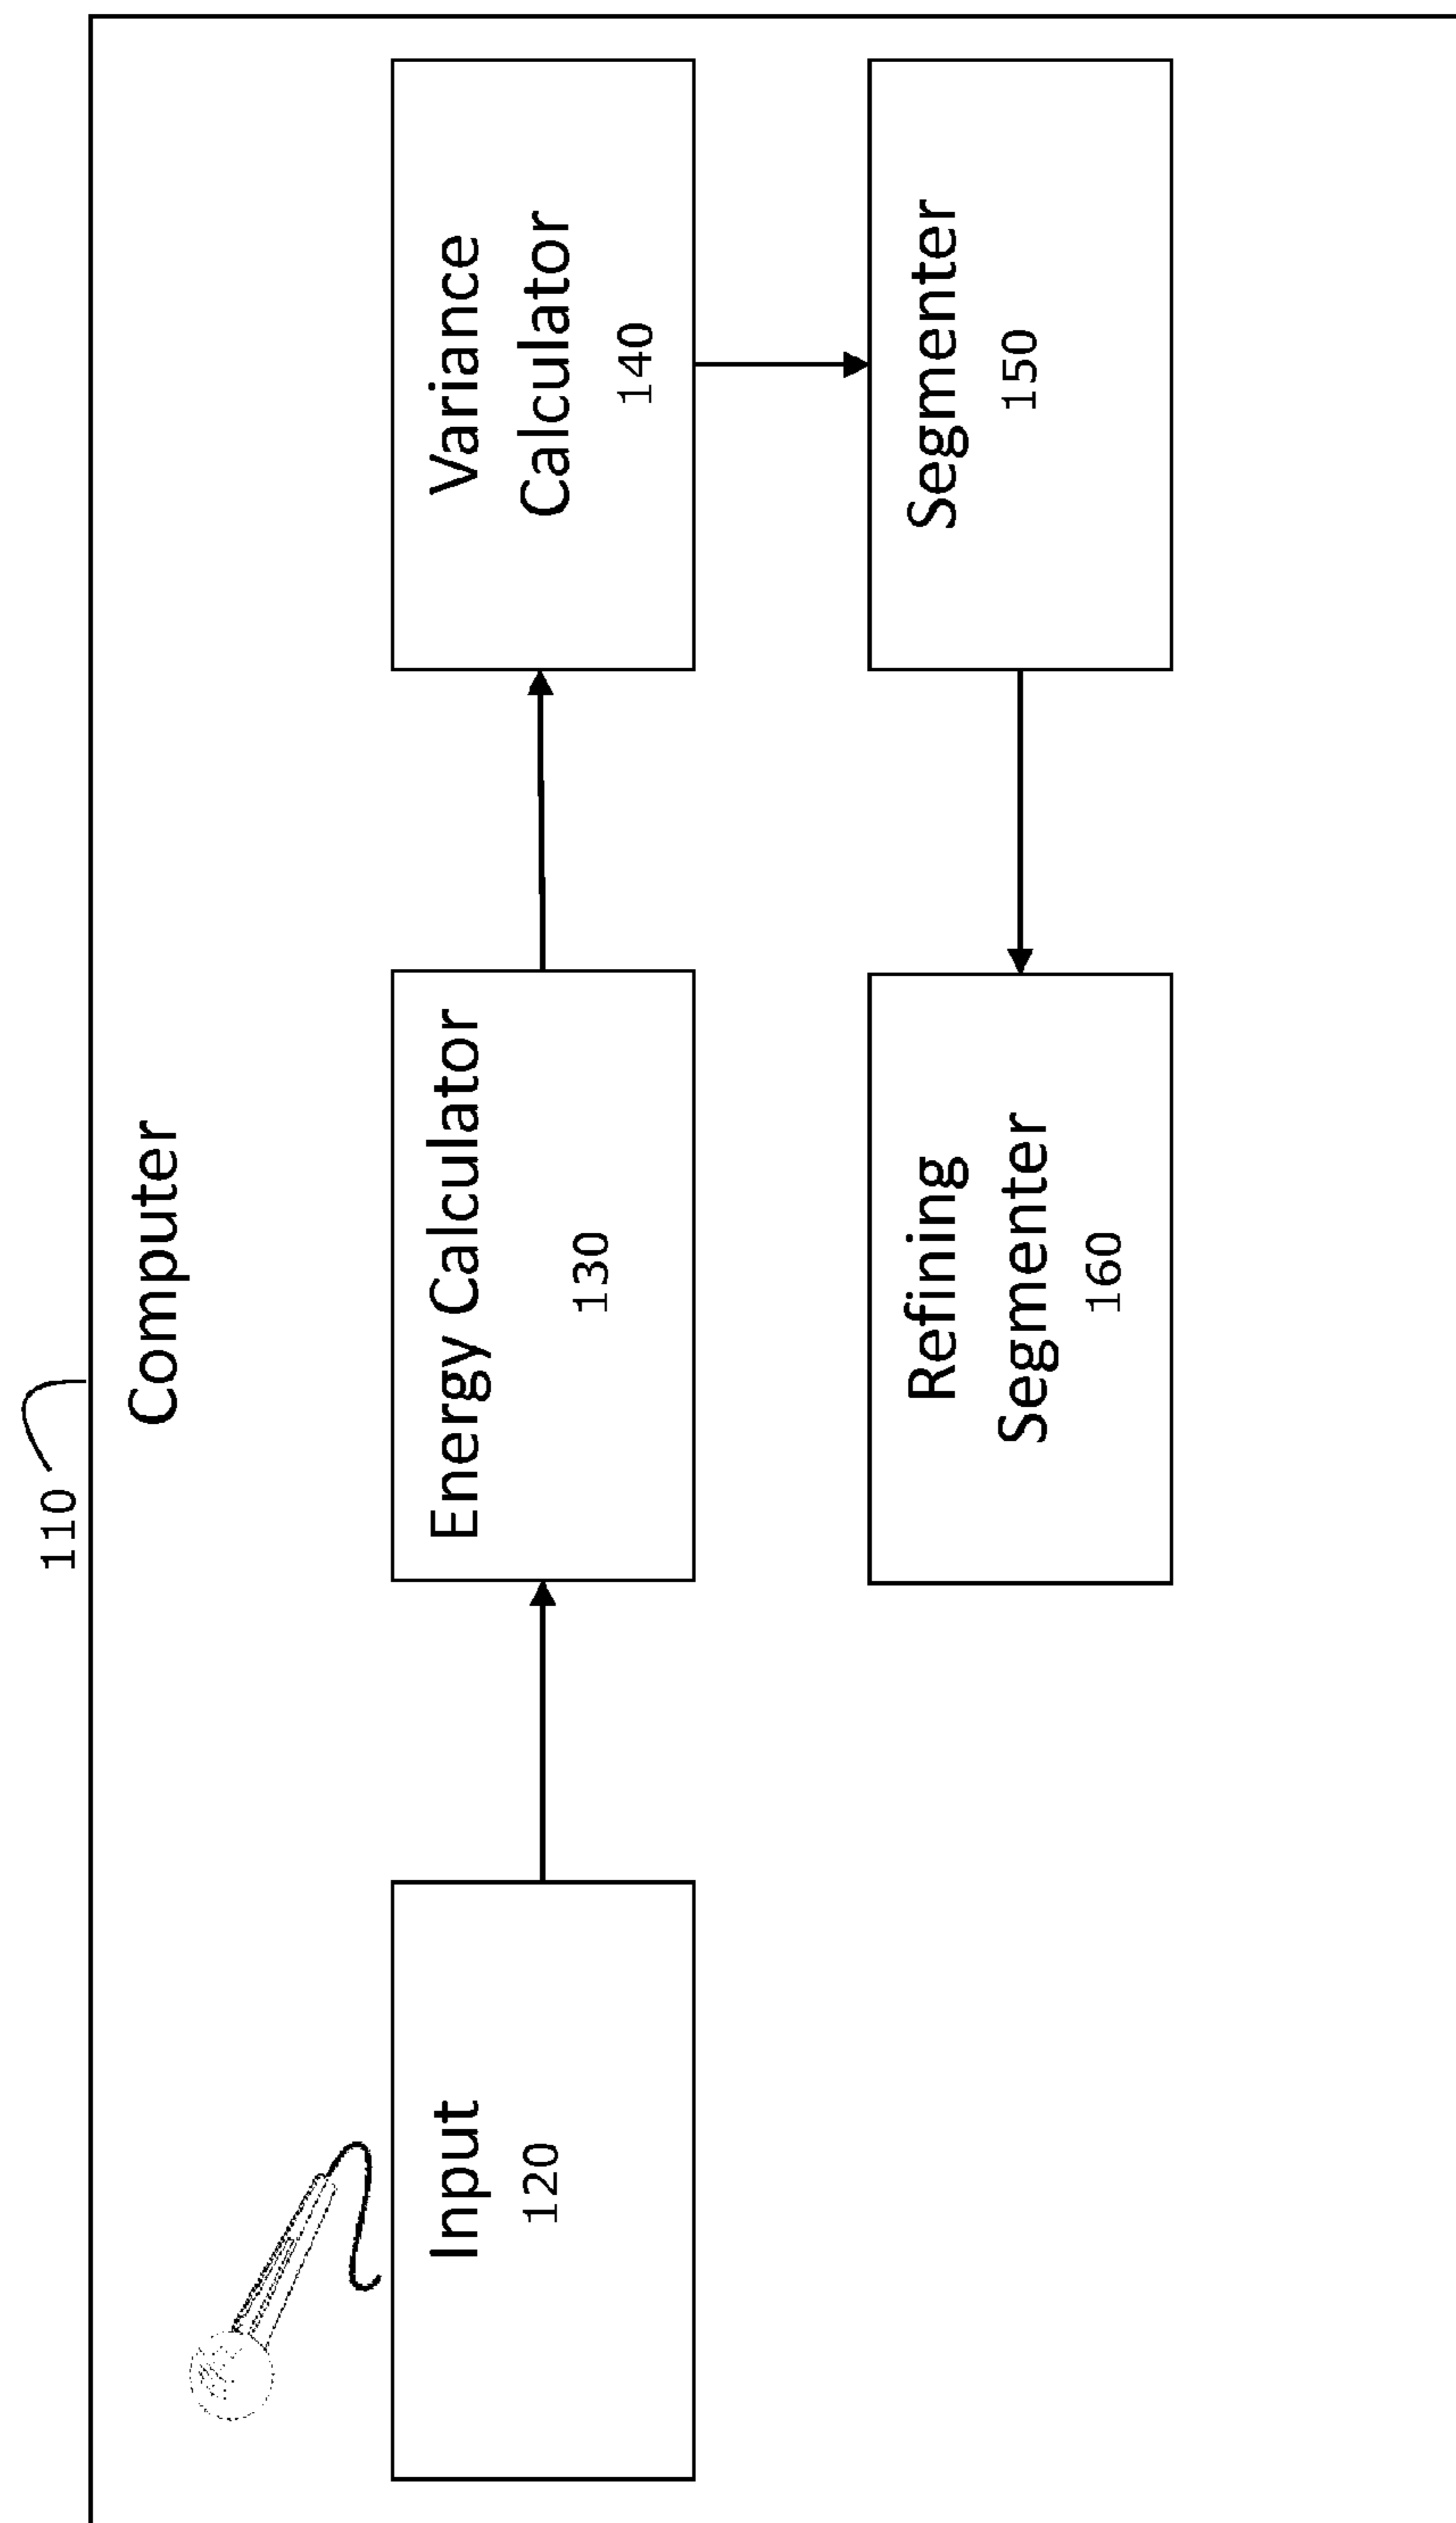 110
Computer
Input
120
Energy Calculator
130
Variance
Calculator
140
Segmenter
150
Refining
Segmenter
160